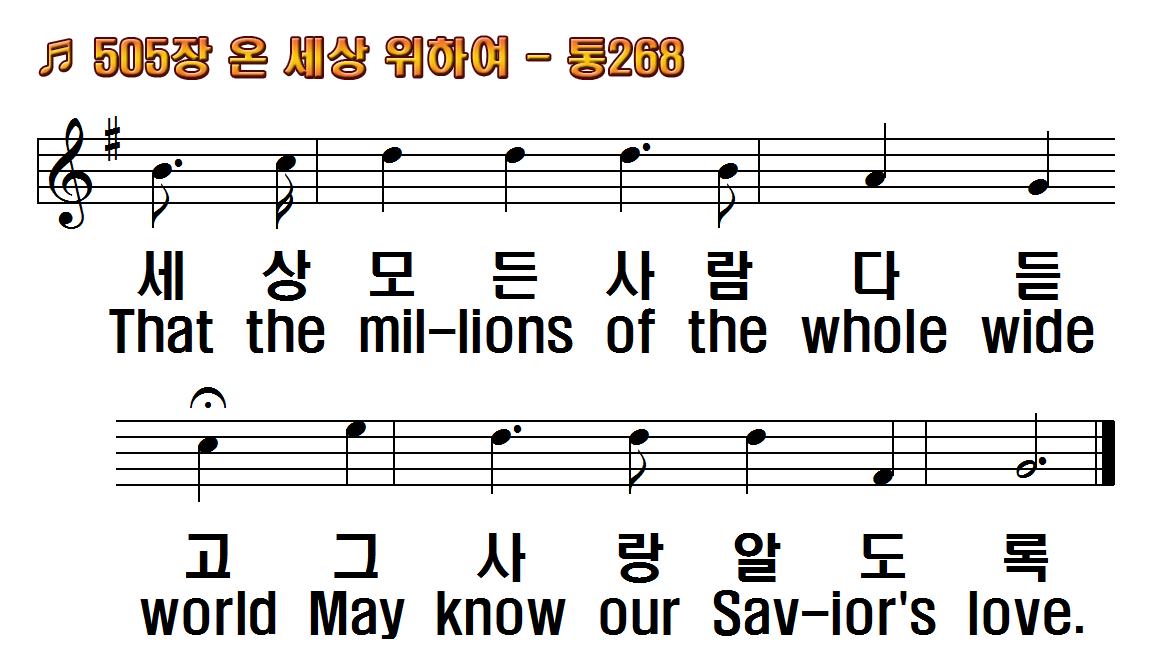 505장 온 세상 위하여 - 통268
세 상 모 든 사 람 다 듣
That the mil-lions of the whole wide
고 그 사 랑 알 도 록
world May know our Sav-ior's love.